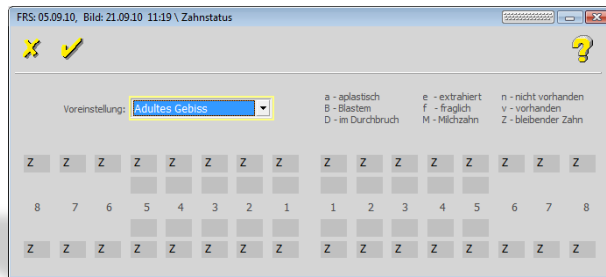 FRS: 05.09.10, Bild: 21.09.10 11:19 \ Zahnstatus
Voreinstellung: Adultes Gebiss
a - aplastisch e - extrahiert n - nicht vorhanden
B - Blastem f - fraglich v - vorhanden
D - im Durchbruch M - Milchzahn Z - bleibender Zahn
Z Z Z Z Z Z Z Z Z Z Z Z Z Z Z Z
8 7 6 5 4 3 2 1 1 2 3 4 5 6 7 8
Z Z Z Z Z Z Z Z Z Z Z Z Z Z Z Z